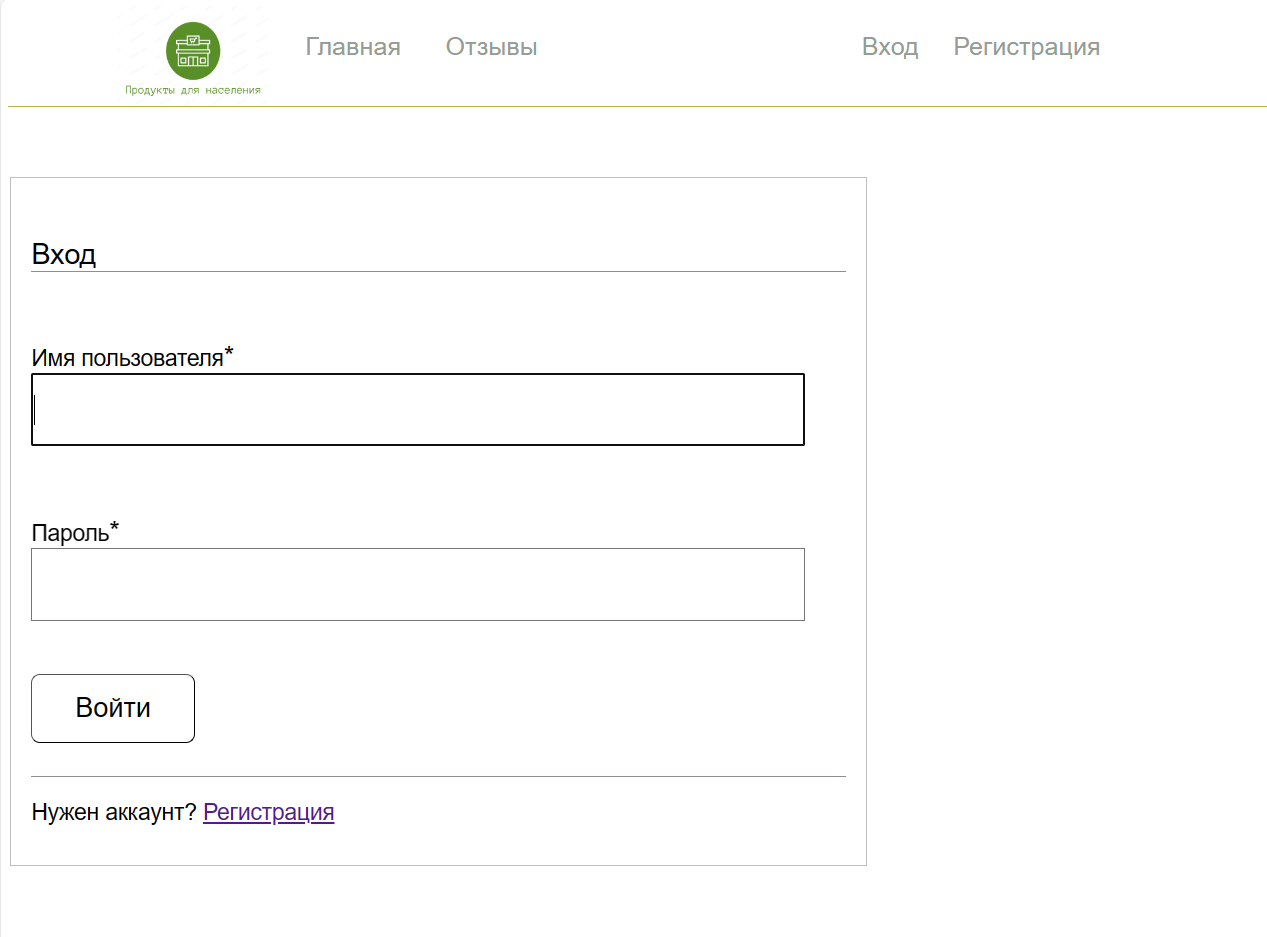 Главная Отзывы Вход Регистрация
Продукты для населения
Вход
Имя пользователя*
Пароль*
Войти
Нужен аккаунт? Регистрация